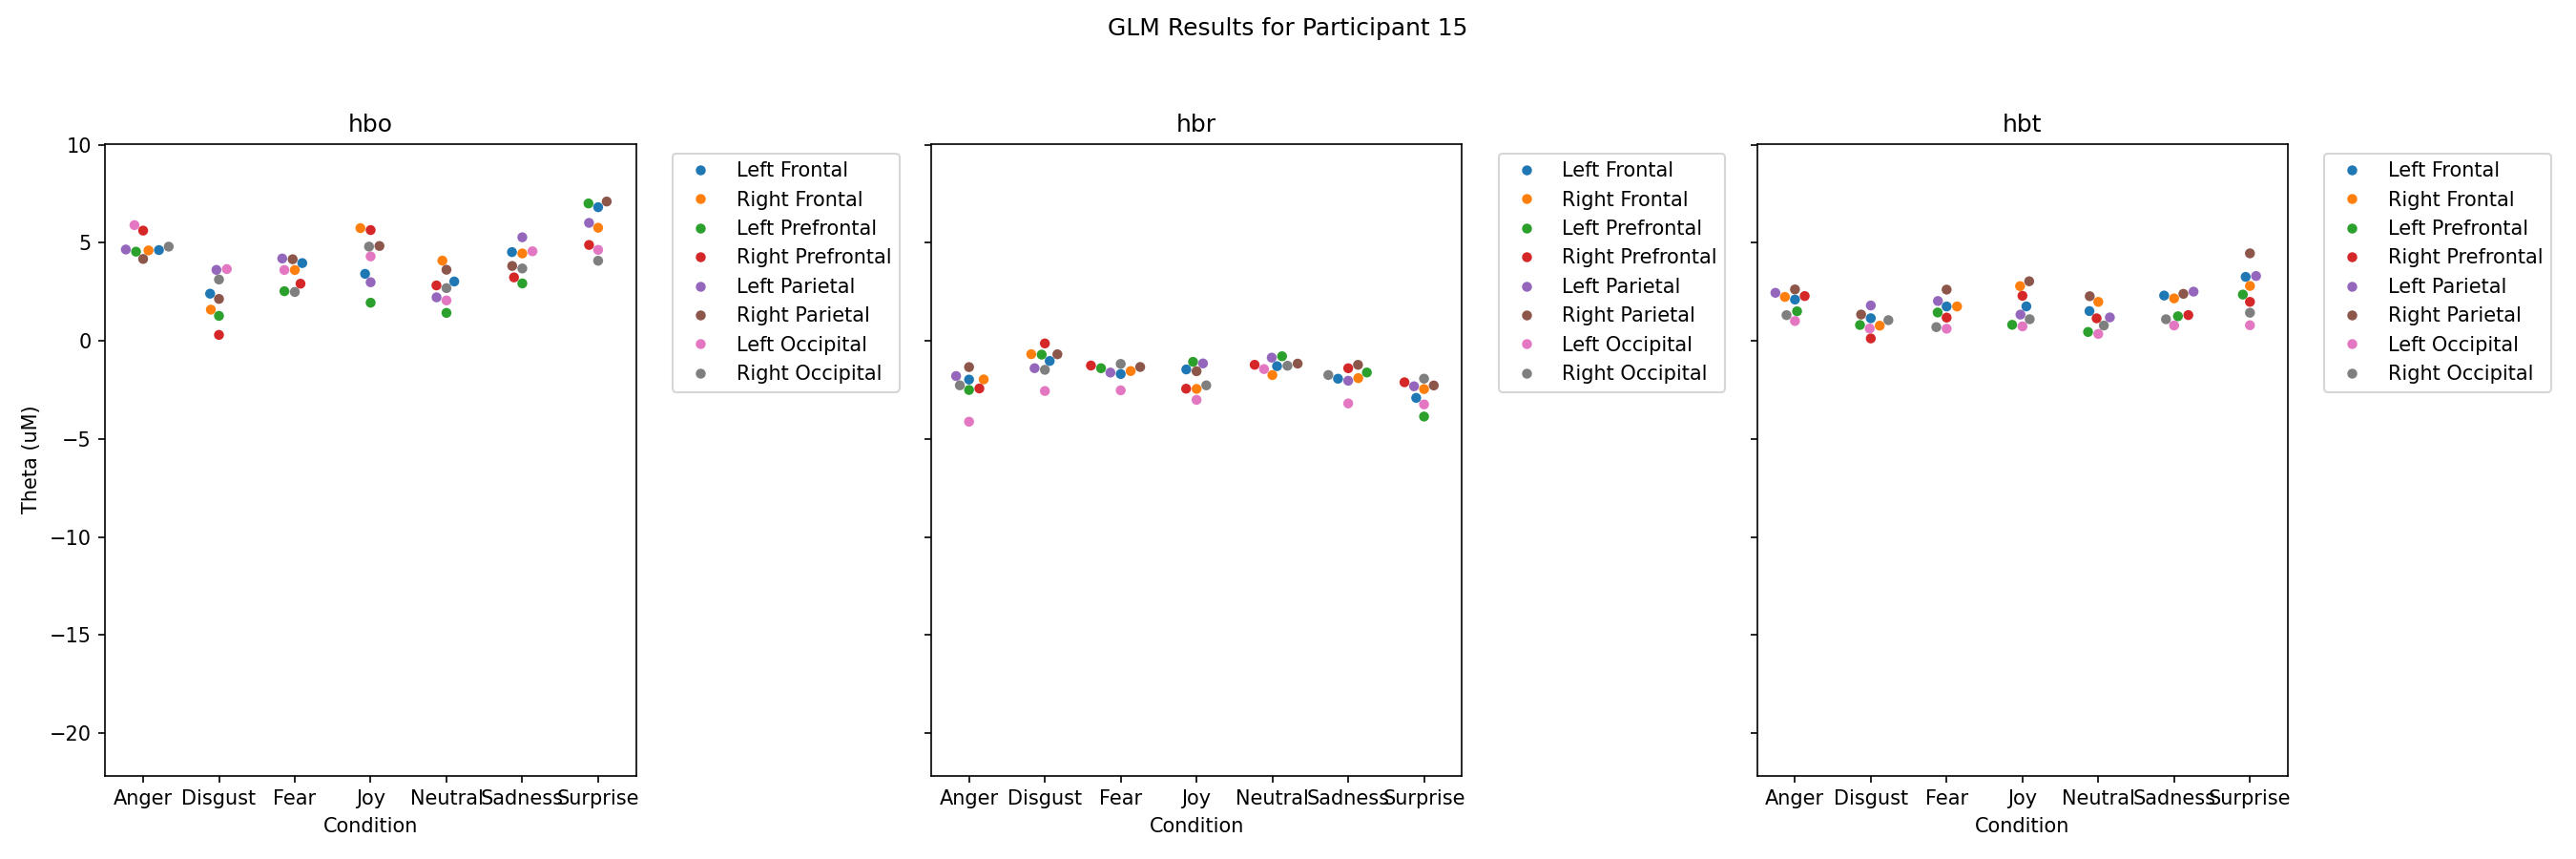 GLM Results for Participant 15
hbo
10
5
0
−5
−10
−15
−20
Theta (uM)
Anger Disgust Fear Joy Neutral Sadness Surprise
Condition
Left Frontal
Right Frontal
Left Prefrontal
Right Prefrontal
Left Parietal
Right Parietal
Left Occipital
Right Occipital
hbr
Anger Disgust Fear Joy Neutral Sadness Surprise
Condition
Left Frontal
Right Frontal
Left Prefrontal
Right Prefrontal
Left Parietal
Right Parietal
Left Occipital
Right Occipital
hbt
Anger Disgust Fear Joy Neutral Sadness Surprise
Condition
Left Frontal
Right Frontal
Left Prefrontal
Right Prefrontal
Left Parietal
Right Parietal
Left Occipital
Right Occipital